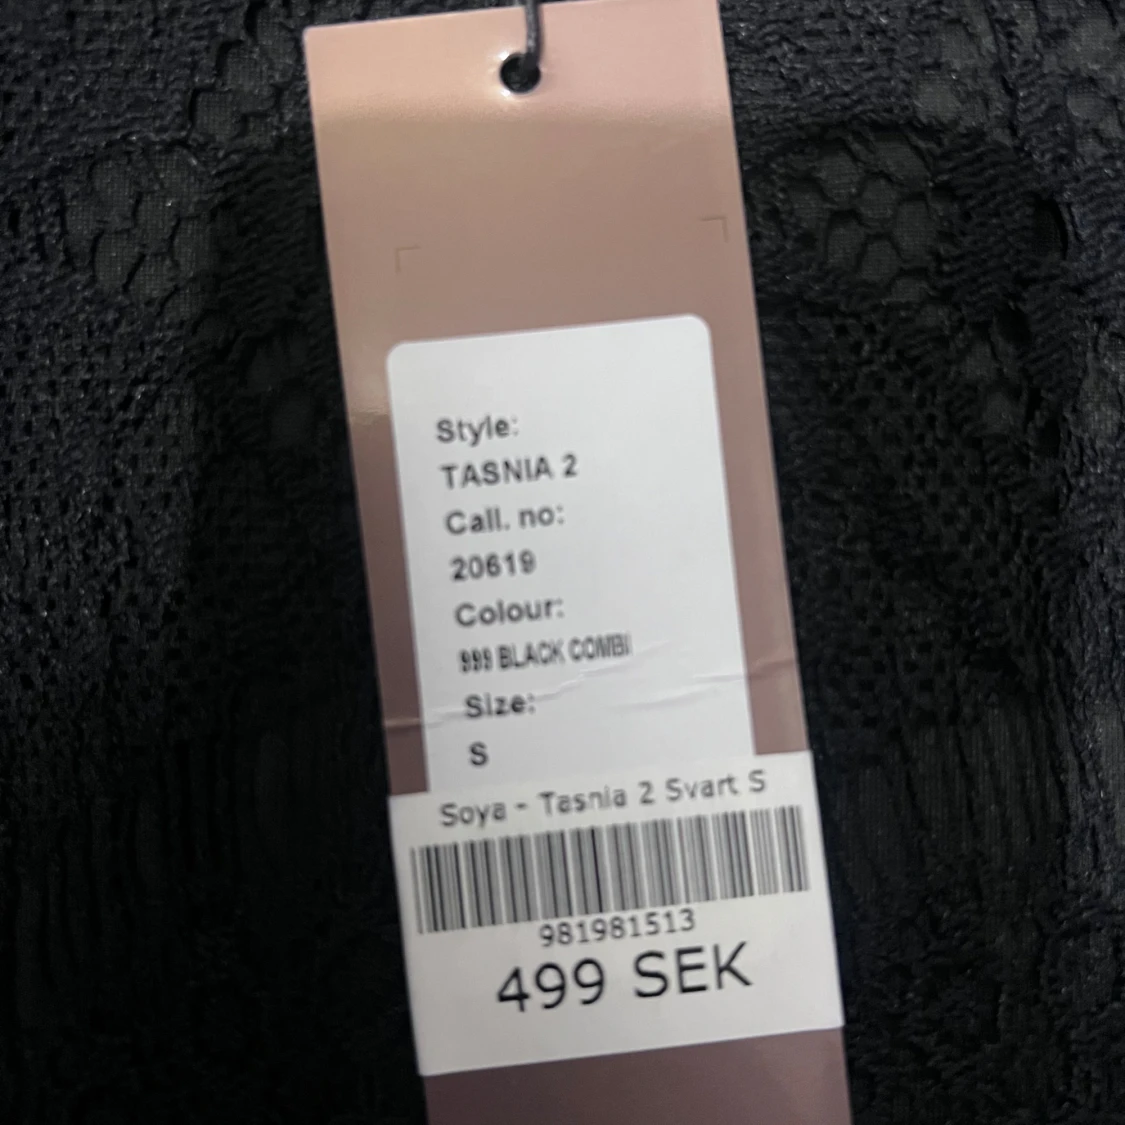 Style:
TASNIA 2
Call. no:
20619
Colour:
999 BLACK COMBI
Size:
S
Soya - Tasnia 2 Svart S
981981513
499 SEK